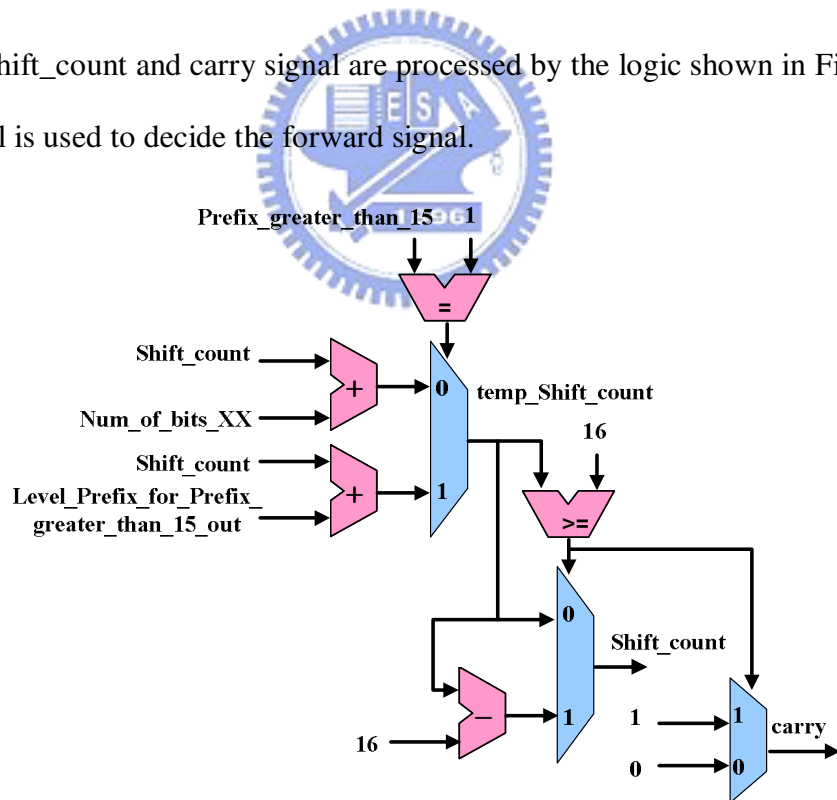 hift_count and carry signal are processed by the logic shown in Fi
l is used to decide the forward signal.
ESA
1896
Prefix_greater_than_15
1
=
Shift_count
+
Num_of_bits_XX
0
temp_Shift_count
16
Shift_count
+
Level_Prefix_for_Prefix_
greater_than_15_out
1
>=
0
Shift_count
16
−
1
1
1
carry
0
0